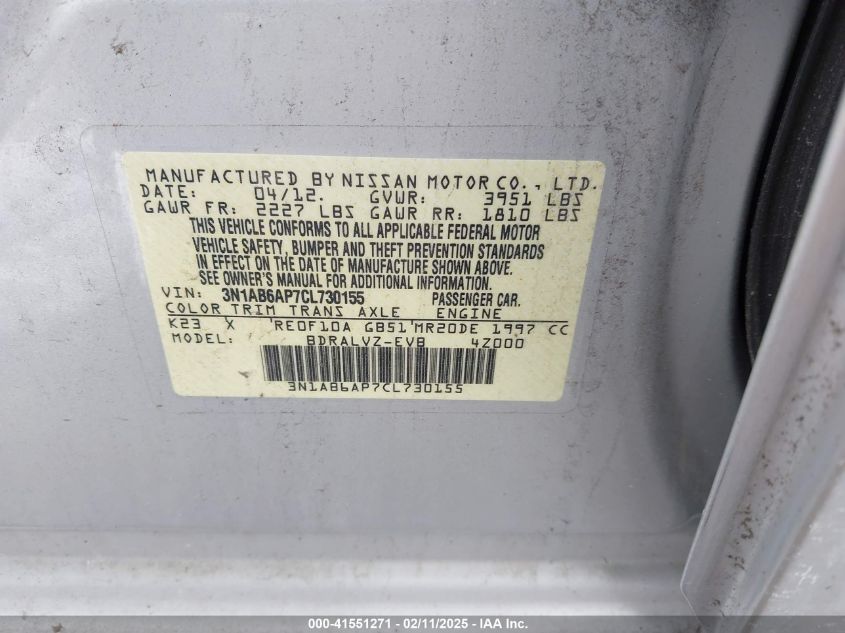 MANUFACTURED BY NISSAN MOTOR CO., LTD.
DATE: 04/12. GVWR: 3951 LBS
GAWR FR: 2227 LBS GAWR RR: 1810 LBS
THIS VEHICLE CONFORMS TO ALL APPLICABLE FEDERAL MOTOR
VEHICLE SAFETY, BUMPER AND THEFT PREVENTION STANDARDS
IN EFFECT ON THE DATE OF MANUFACTURE SHOWN ABOVE.
SEE OWNER'S MANUAL FOR ADDITIONAL INFORMATION.
VIN: 3N1AB6AP7CL730155 PASSENGER CAR.
COLOR TRIM TRANS AXLE ENGINE
K23 X RE0F10A GB51 MR20DE 1997 CC
MODEL: BDRALVZ-EVB 4Z000
3N1AB6AP7CL730155
000-41551271 - 02/11/2025 - IAA Inc.